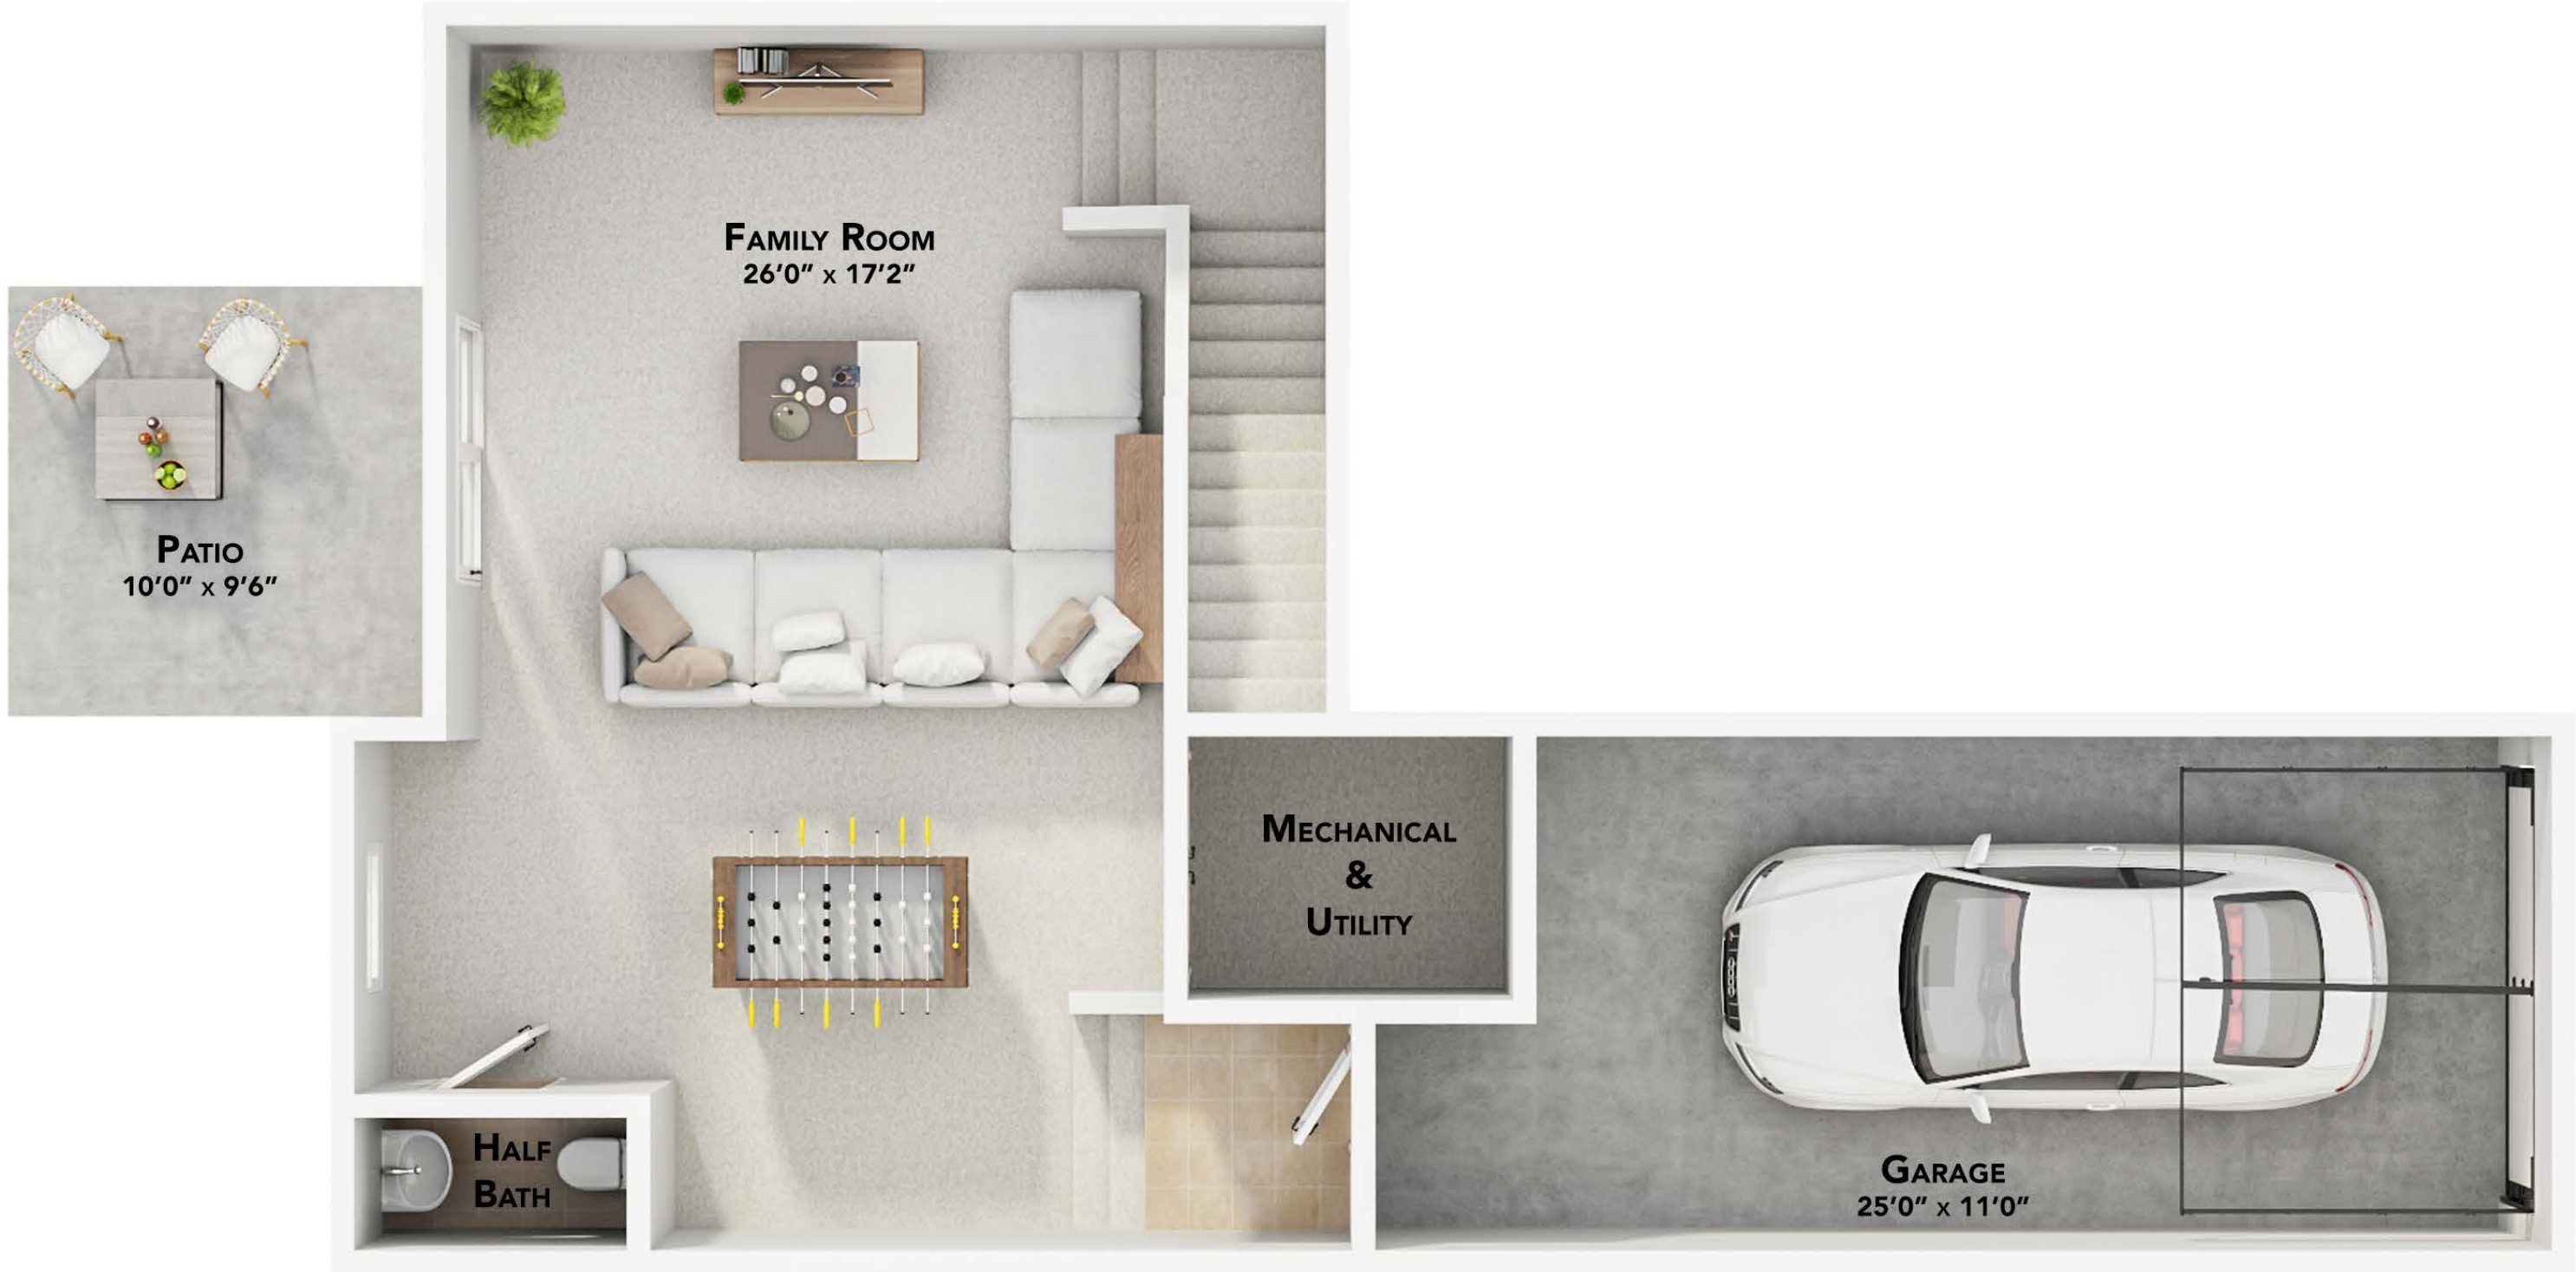 FAMILY ROOM
26'0" x 17'2"
PATIO
10'0" x 9'6"
MECHANICAL
&
UTILITY
HALF
BATH
GARAGE
25'0" x 11'0"